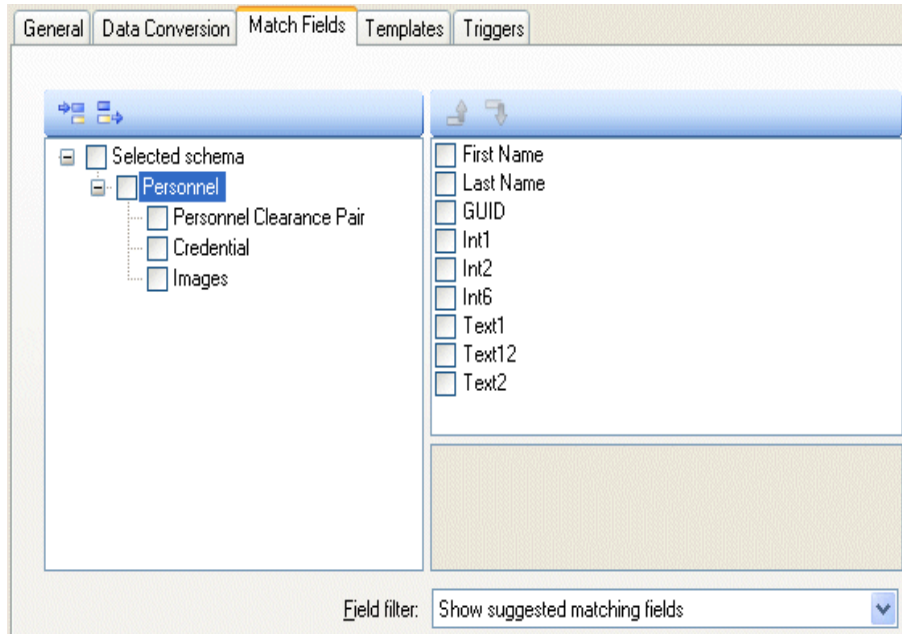 General Data Conversion Match Fields Templates Triggers
Selected schema
Personnel
Personnel Clearance Pair
Credential
Images
First Name
Last Name
GUID
Int1
Int2
Int6
Text1
Text12
Text2
Field filter: Show suggested matching fields